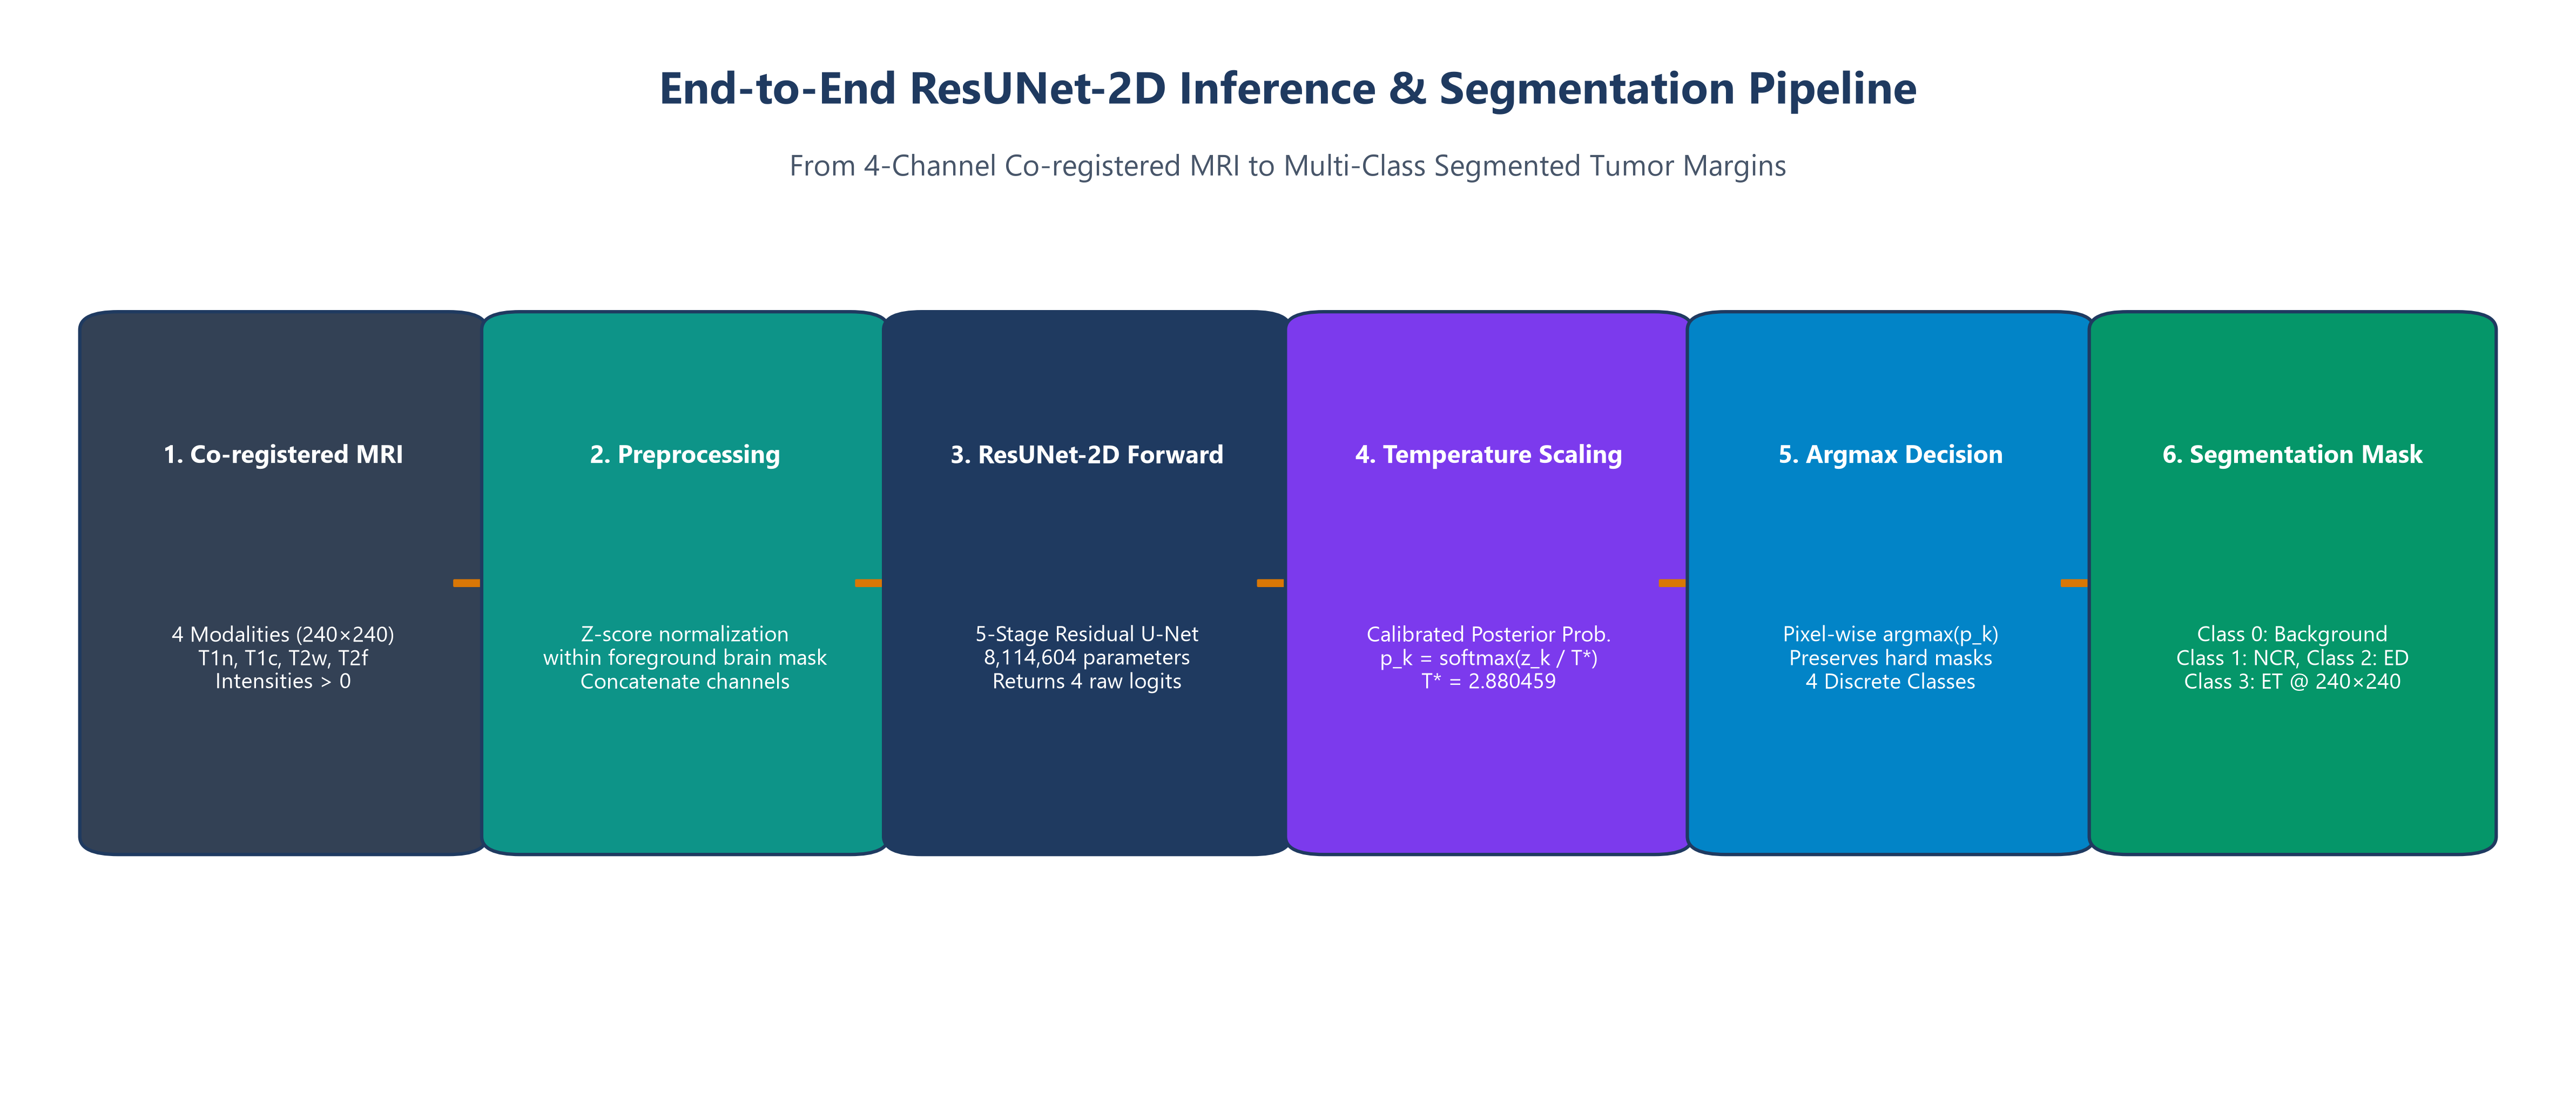 End-to-End ResUNet-2D Inference & Segmentation Pipeline
From 4-Channel Co-registered MRI to Multi-Class Segmented Tumor Margins
1. Co-registered MRI
4 Modalities (240×240)
T1n, T1c, T2w, T2f
Intensities > 0
2. Preprocessing
Z-score normalization
within foreground brain mask
Concatenate channels
3. ResUNet-2D Forward
5-Stage Residual U-Net
8,114,604 parameters
Returns 4 raw logits
4. Temperature Scaling
Calibrated Posterior Prob.
p_k = softmax(z_k / T*)
T* = 2.880459
5. Argmax Decision
Pixel-wise argmax(p_k)
Preserves hard masks
4 Discrete Classes
6. Segmentation Mask
Class 0: Background
Class 1: NCR, Class 2: ED
Class 3: ET @ 240×240